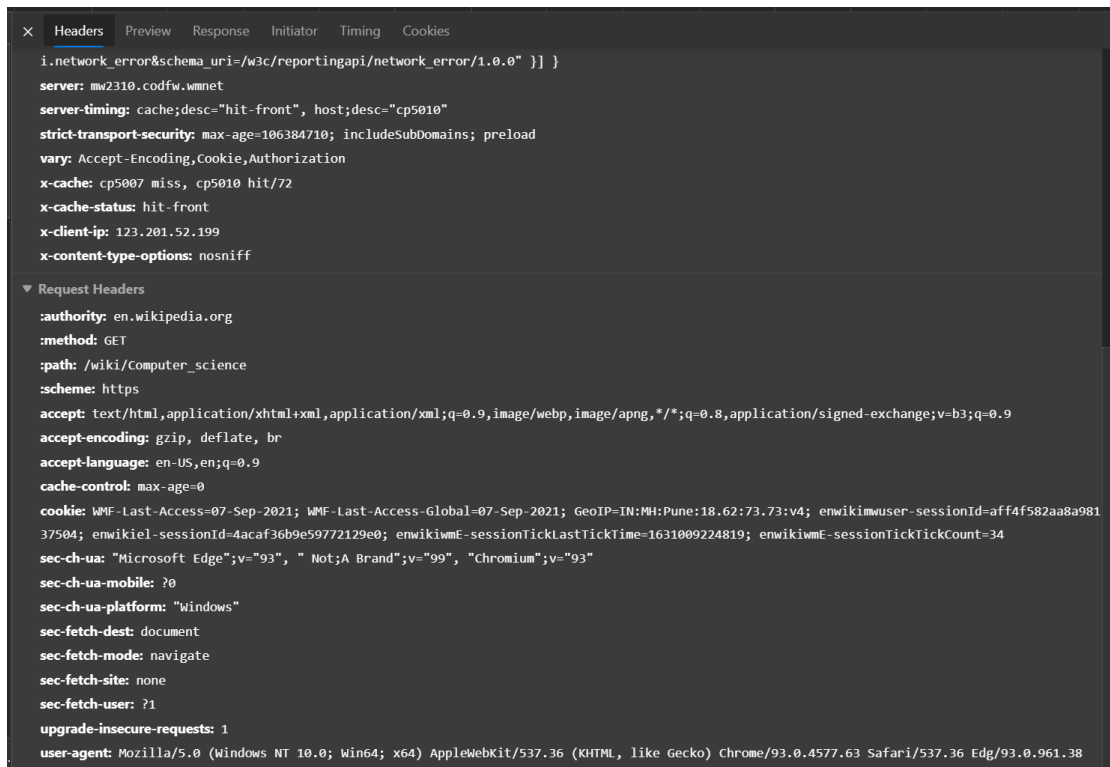 Headers Preview Response Initiator Timing Cookies
i.network_error&schema_uri=/w3c/reportingapi/network_error/1.0.0" }] }
server: mw2310.codfw.wmnet
server-timing: cache;desc="hit-front", host;desc="cp5010"
strict-transport-security: max-age=106384710; includeSubDomains; preload
vary: Accept-Encoding,Cookie,Authorization
x-cache: cp5007 miss, cp5010 hit/72
x-cache-status: hit-front
x-client-ip: 123.201.52.199
x-content-type-options: nosniff
Request Headers
:authority: en.wikipedia.org
:method: GET
:path: /wiki/Computer_science
:scheme: https
accept: text/html,application/xhtml+xml,application/xml;q=0.9,image/webp,image/apng,*/*;q=0.8,application/signed-exchange;v=b3;q=0.9
accept-encoding: gzip, deflate, br
accept-language: en-US,en;q=0.9
cache-control: max-age=0
cookie: WMF-Last-Access=07-Sep-2021; WMF-Last-Access-Global=07-Sep-2021; GeoIP=IN:MH:Pune:18.62:73.73:v4; enwikimwuser-sessionId=aff4f582aa8a981
37504; enwikiel-sessionId=4acaf36b9e59772129e0; enwikiwmE-sessionTickLastTickTime=1631009224819; enwikiwmE-sessionTickTickCount=34
sec-ch-ua: "Microsoft Edge";v="93", " Not;A Brand";v="99", "Chromium";v="93"
sec-ch-ua-mobile: ?0
sec-ch-ua-platform: "Windows"
sec-fetch-dest: document
sec-fetch-mode: navigate
sec-fetch-site: none
sec-fetch-user: ?1
upgrade-insecure-requests: 1
user-agent: Mozilla/5.0 (Windows NT 10.0; Win64; x64) AppleWebKit/537.36 (KHTML, like Gecko) Chrome/93.0.4577.63 Safari/537.36 Edg/93.0.961.38